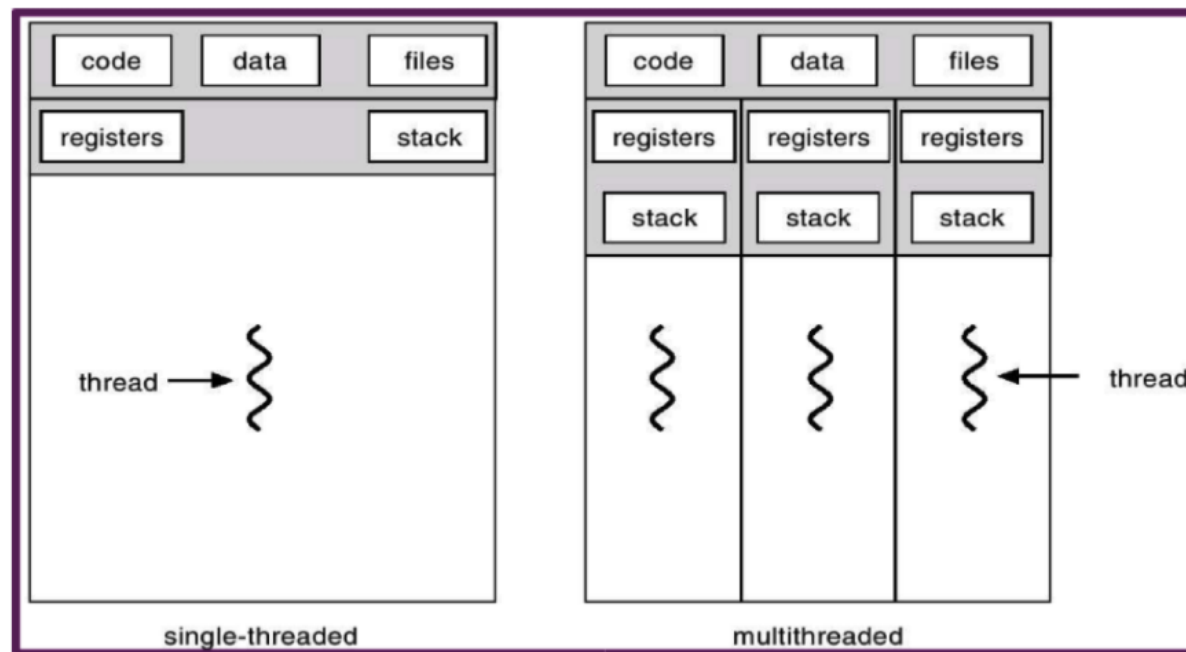 code data files code data files
registers stack registers registers registers
stack stack stack
thread thread
single-threaded multithreaded